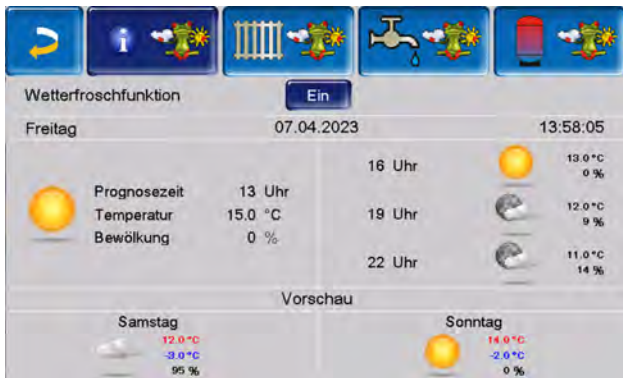 i
Wetterfroschfunktion Ein
Freitag 07.04.2023 13:58:05
Prognosezeit 13 Uhr
Temperatur 15.0 °C
Bewölkung 0 %
16 Uhr 13.0°C
0 %
19 Uhr 12.0°C
9 %
22 Uhr 11.0°C
14 %
Vorschau
Samstag
12.0°C
-3.0°C
95 %
Sonntag
14.0°C
-2.0°C
0 %